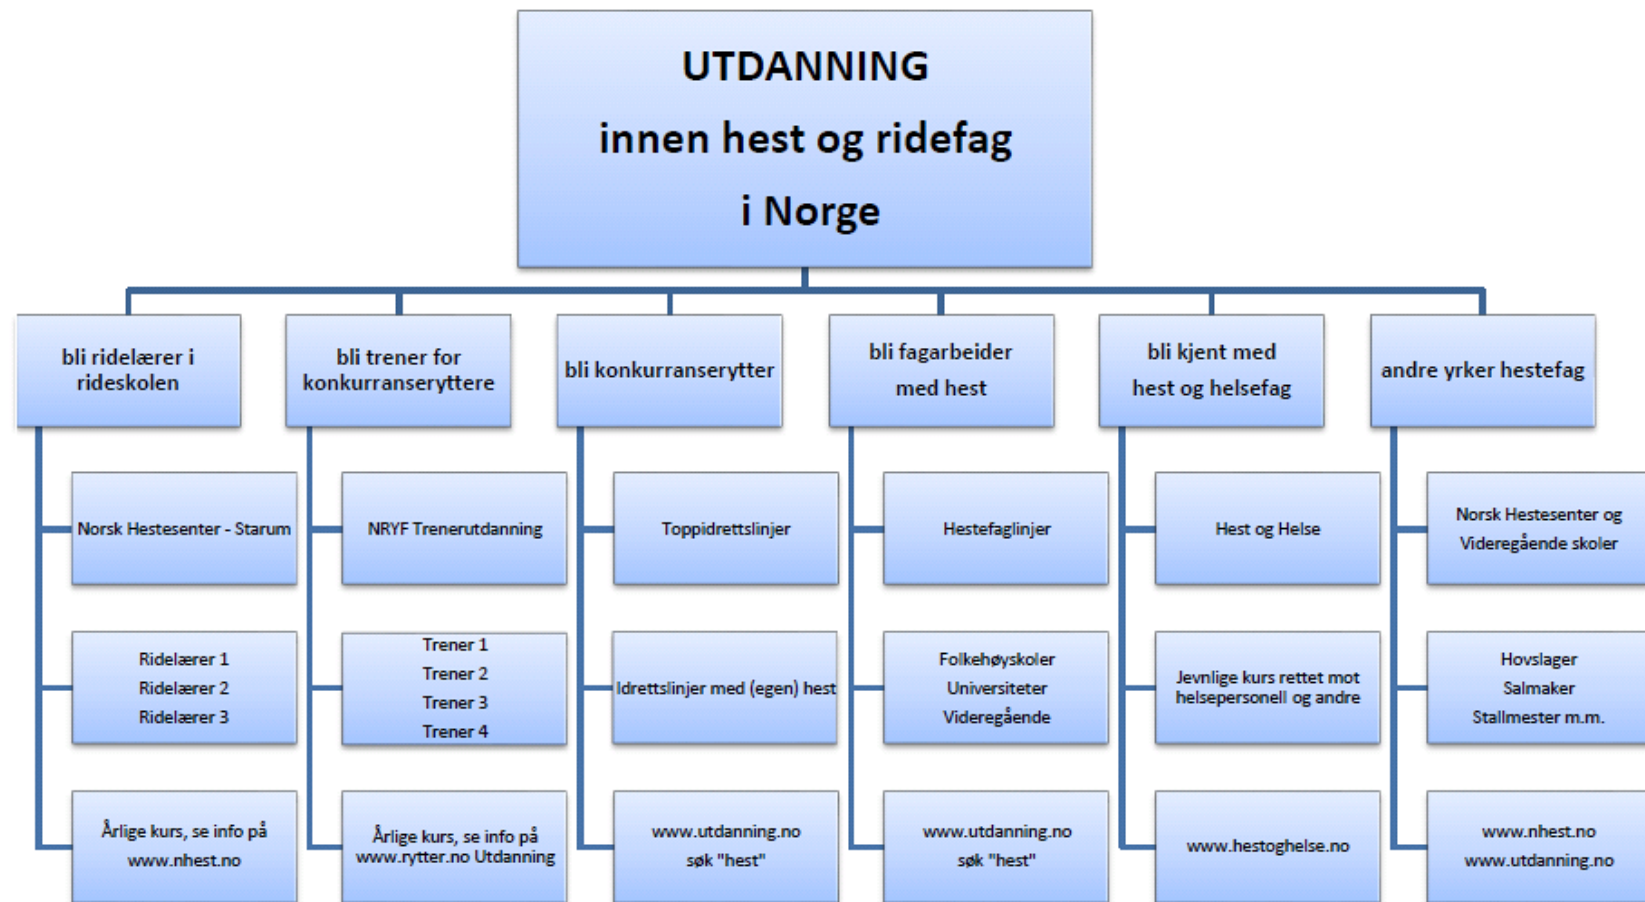 UTDANNING
innen hest og ridefag
i Norge
bli ridelærer i
rideskolen
Norsk Hestesenter - Starum
Ridelærer 1
Ridelærer 2
Ridelærer 3
Årlige kurs, se info på
www.nhest.no
bli trener for
konkurranseryttere
NRYF Trenerutdanning
Trener 1
Trener 2
Trener 3
Trener 4
Årlige kurs, se info på
www.rytter.no Utdanning
bli konkurranserytter
Toppidrettslinjer
Idrettslinjer med (egen) hest
www.utdanning.no
søk "hest"
bli fagarbeider
med hest
Hestefaglinjer
Folkehøyskoler
Universiteter
Videregående
www.utdanning.no
søk "hest"
bli kjent med
hest og helsefag
Hest og Helse
Jevnlige kurs rettet mot
helsepersonell og andre
www.hestoghelse.no
andre yrker hestefag
Norsk Hestesenter og
Videregående skoler
Hovslager
Salmaker
Stallmester m.m.
www.nhest.no
www.utdanning.no